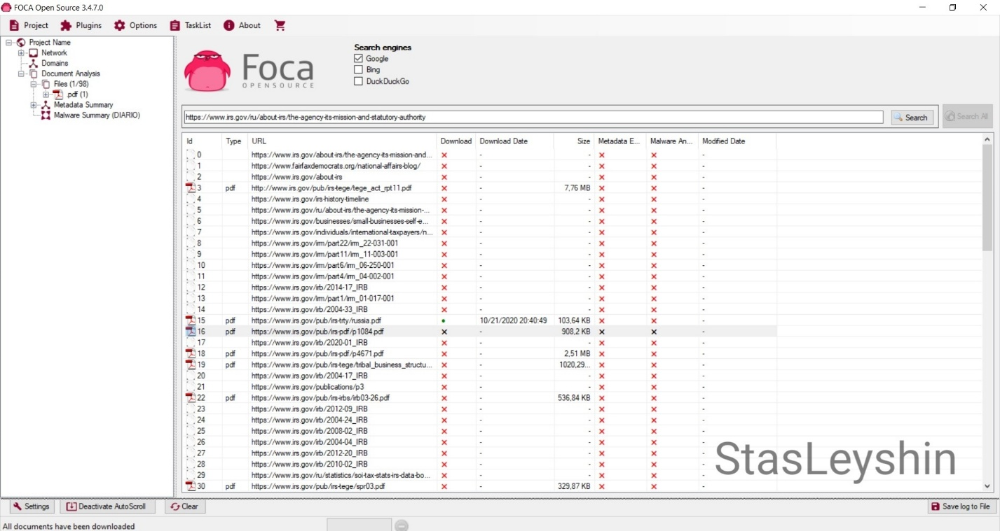 FOCA Open Source 3.4.7.0
Project Plugins Options TaskList About
Project Name
Network
Domains
Document Analysis
Files (1/98)
.pdf (1)
Metadata Summary
Malware Summary (DIARIO)
Foca
OPENSOURCE
Search engines
Google
Bing
DuckDuckGo
https://www.irs.gov/ru/about-irs/the-agency-its-mission-and-statutory-authority Search Search All
Id Type URL Download Download Date Size Metadata E... Malware An... Modified Date
0 https://www.irs.gov/about-irs/the-agency-its-mission-and... - - -
1 https://www.fairfaxdemocrats.org/national-affairs-blog/ - - -
2 https://www.irs.gov/about-irs - - -
3 pdf http://www.irs.gov/pub/irs-tege/tege_act_rpt11.pdf - 7,76 MB -
4 https://www.irs.gov/irs-history-timeline - - -
5 https://www.irs.gov/ru/about-irs/the-agency-its-mission-... - - -
6 https://www.irs.gov/businesses/small-businesses-self-e... - - -
7 https://www.irs.gov/individuals/international-taxpayers/n... - - -
8 https://www.irs.gov/irm/part22/irm_22-031-001 - - -
9 https://www.irs.gov/irm/part11/irm_11-003-001 - - -
10 https://www.irs.gov/irm/part6/irm_06-250-001 - - -
11 https://www.irs.gov/irm/part4/irm_04-002-001 - - -
12 https://www.irs.gov/irb/2014-17_IRB - - -
13 https://www.irs.gov/irm/part1/irm_01-017-001 - - -
14 https://www.irs.gov/irb/2004-33_IRB - - -
15 pdf https://www.irs.gov/pub/irs-trty/russia.pdf 10/21/2020 20:40:49 103,64 KB -
16 pdf https://www.irs.gov/pub/irs-pdf/p1084.pdf - 908,2 KB -
17 https://www.irs.gov/irb/2020-01_IRB - - -
18 pdf https://www.irs.gov/pub/irs-pdf/p4671.pdf - 2,51 MB -
19 pdf https://www.irs.gov/pub/irs-tege/tribal_business_structu... - 1020,29... -
20 https://www.irs.gov/irb/2004-17_IRB - - -
21 https://www.irs.gov/publications/p3 - - -
22 pdf https://www.irs.gov/pub/irs-irbs/irb03-26.pdf - 536,84 KB -
23 https://www.irs.gov/irb/2012-09_IRB - - -
24 https://www.irs.gov/irb/2004-24_IRB - - -
25 https://www.irs.gov/irb/2008-02_IRB - - -
26 https://www.irs.gov/irb/2004-04_IRB - - -
27 https://www.irs.gov/irb/2012-20_IRB - - -
28 https://www.irs.gov/irb/2010-02_IRB - - -
29 https://www.irs.gov/ru/statistics/soi-tax-stats-irs-data-bo... - - -
30 pdf https://www.irs.gov/pub/irs-tege/spr03.pdf - 329,87 KB -
StasLeyshin
Settings Deactivate AutoScroll Clear Save log to File
All documents have been downloaded